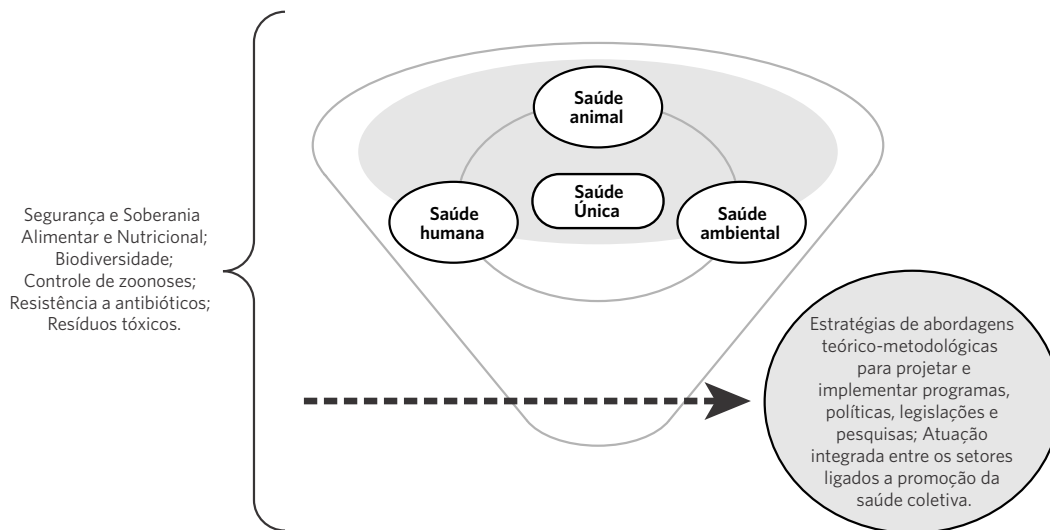 Segurança e Soberania
Alimentar e Nutricional;
Biodiversidade;
Controle de zoonoses;
Resistência a antibióticos;
Resíduos tóxicos.
Saúde
animal
Saúde
humana
Saúde
Única
Saúde
ambiental
Estratégias de abordagens
teórico-metodológicas
para projetar e
implementar programas,
políticas, legislações e
pesquisas; Atuação
integrada entre os setores
ligados a promoção da
saúde coletiva.